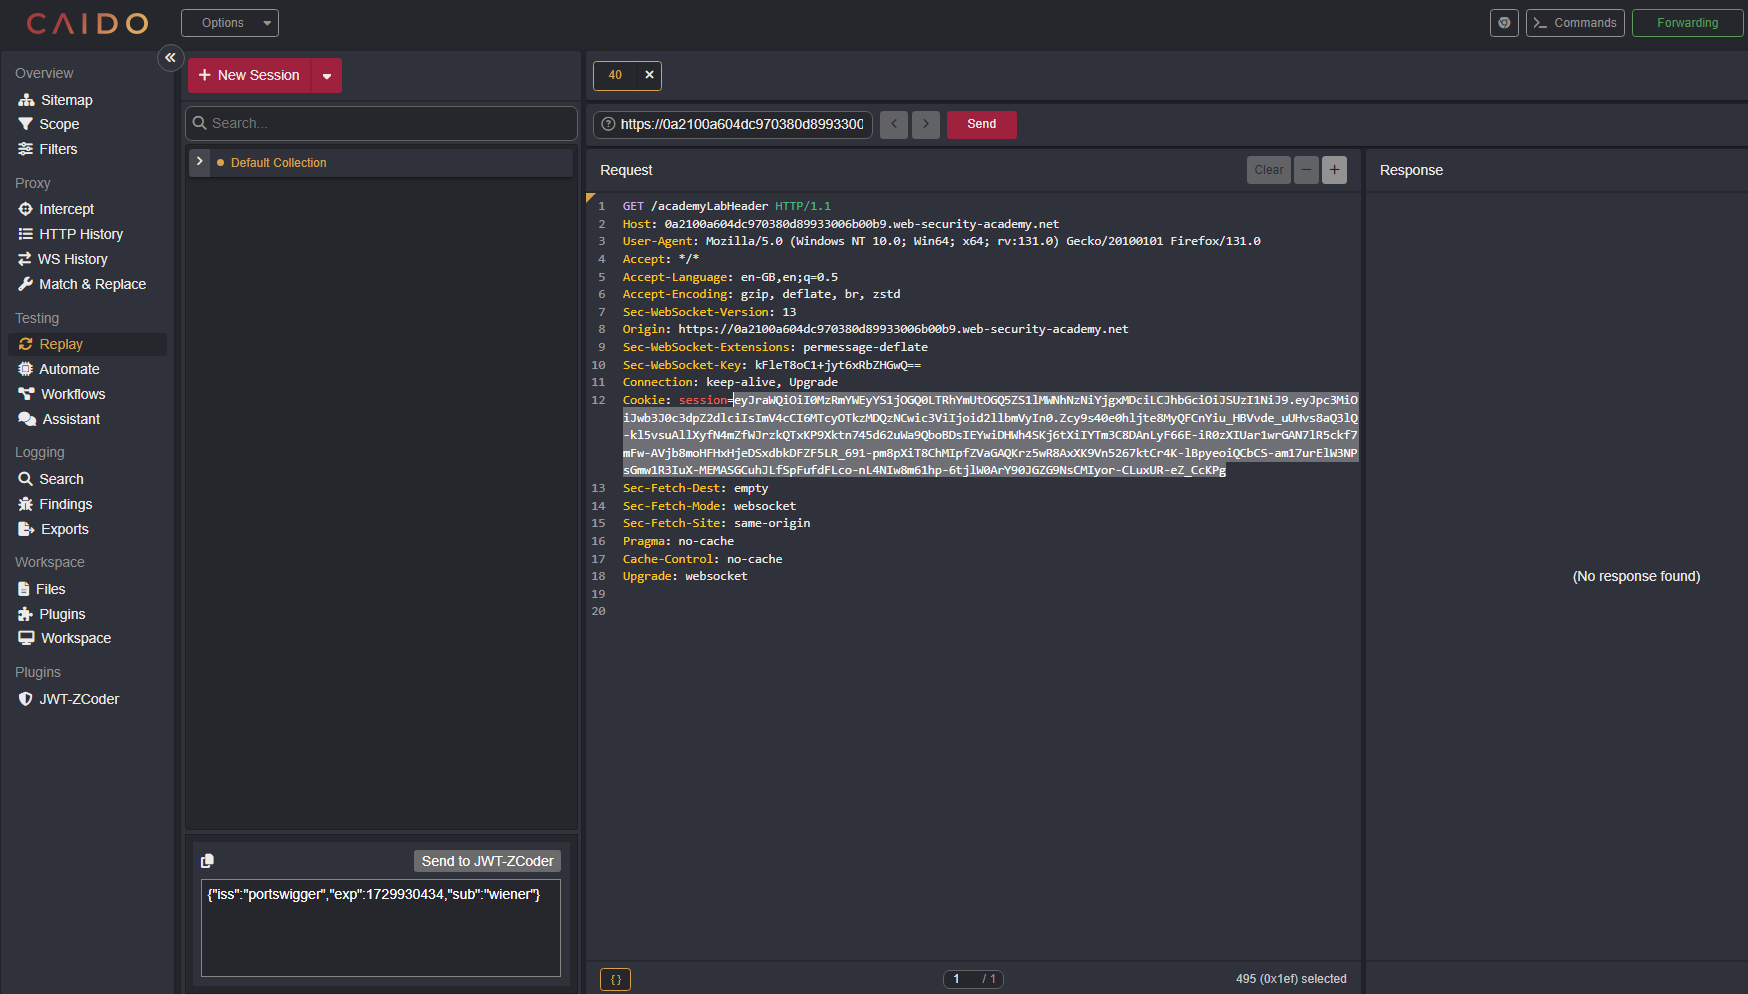 CAIDO
Options
Commands
Forwarding
Overview
Sitemap
Scope
Filters
Proxy
Intercept
HTTP History
WS History
Match & Replace
Testing
Replay
Automate
Workflows
Assistant
Logging
Search
Findings
Exports
Workspace
Files
Plugins
Workspace
Plugins
JWT-ZCoder
+ New Session
Search...
Default Collection
Send to JWT-ZCoder
{"iss":"portswigger","exp":1729930434,"sub":"wiener"}
40
https://0a2100a604dc970380d8993300
< > Send
Request
Clear
1 GET /academyLabHeader HTTP/1.1
2 Host: 0a2100a604dc970380d89933006b00b9.web-security-academy.net
3 User-Agent: Mozilla/5.0 (Windows NT 10.0; Win64; x64; rv:131.0) Gecko/20100101 Firefox/131.0
4 Accept: */*
5 Accept-Language: en-GB,en;q=0.5
6 Accept-Encoding: gzip, deflate, br, zstd
7 Sec-WebSocket-Version: 13
8 Origin: https://0a2100a604dc970380d89933006b00b9.web-security-academy.net
9 Sec-WebSocket-Extensions: permessage-deflate
10 Sec-WebSocket-Key: kFleT8oC1+jyt6xRbZHGwQ==
11 Connection: keep-alive, Upgrade
12 Cookie: session=eyJraWQiOiI0MzRmYWEyYS1jOGQ0LTRhYmUtOGQ5ZS1lMWNhNzNiYjgxMDciLCJhbGciOiJSUzI1NiJ9.eyJpc3MiO
iJwb3J0c3dpZ2dlciIsImV4cCI6MTcyOTkzMDQzNCwic3ViIjoid2llbmVyIn0.Zcy9s40e0hljte8MyQFCnYiu_HBVvde_uUHvs8aQ3lQ
-kl5vsuAllXyfN4mZfWJrzkQTxKP9Xktn745d62uWa9QboBDsIEYwiDHWh4SKj6tXiIYTm3C8DAnLyF66E-iR0zXIUar1wrGAN7lR5ckf7
mFw-AVjb8moHFHxHjeDSxdbkDFZF5LR_691-pm8pXiT8ChMIpfZVaGAQKrz5wR8AxXK9Vn5267ktCr4K-lBpyeoiQCbCS-am17urElW3NP
sGmw1R3IuX-MEMASGCuhJLfSpFufdFLco-nL4NIw8m61hp-6tjlW0ArY90JGZG9NsCMIyor-CLuxUR-eZ_CcKPg
13 Sec-Fetch-Dest: empty
14 Sec-Fetch-Mode: websocket
15 Sec-Fetch-Site: same-origin
16 Pragma: no-cache
17 Cache-Control: no-cache
18 Upgrade: websocket
19
20
{}
1 / 1
495 (0x1ef) selected
Response
(No response found)